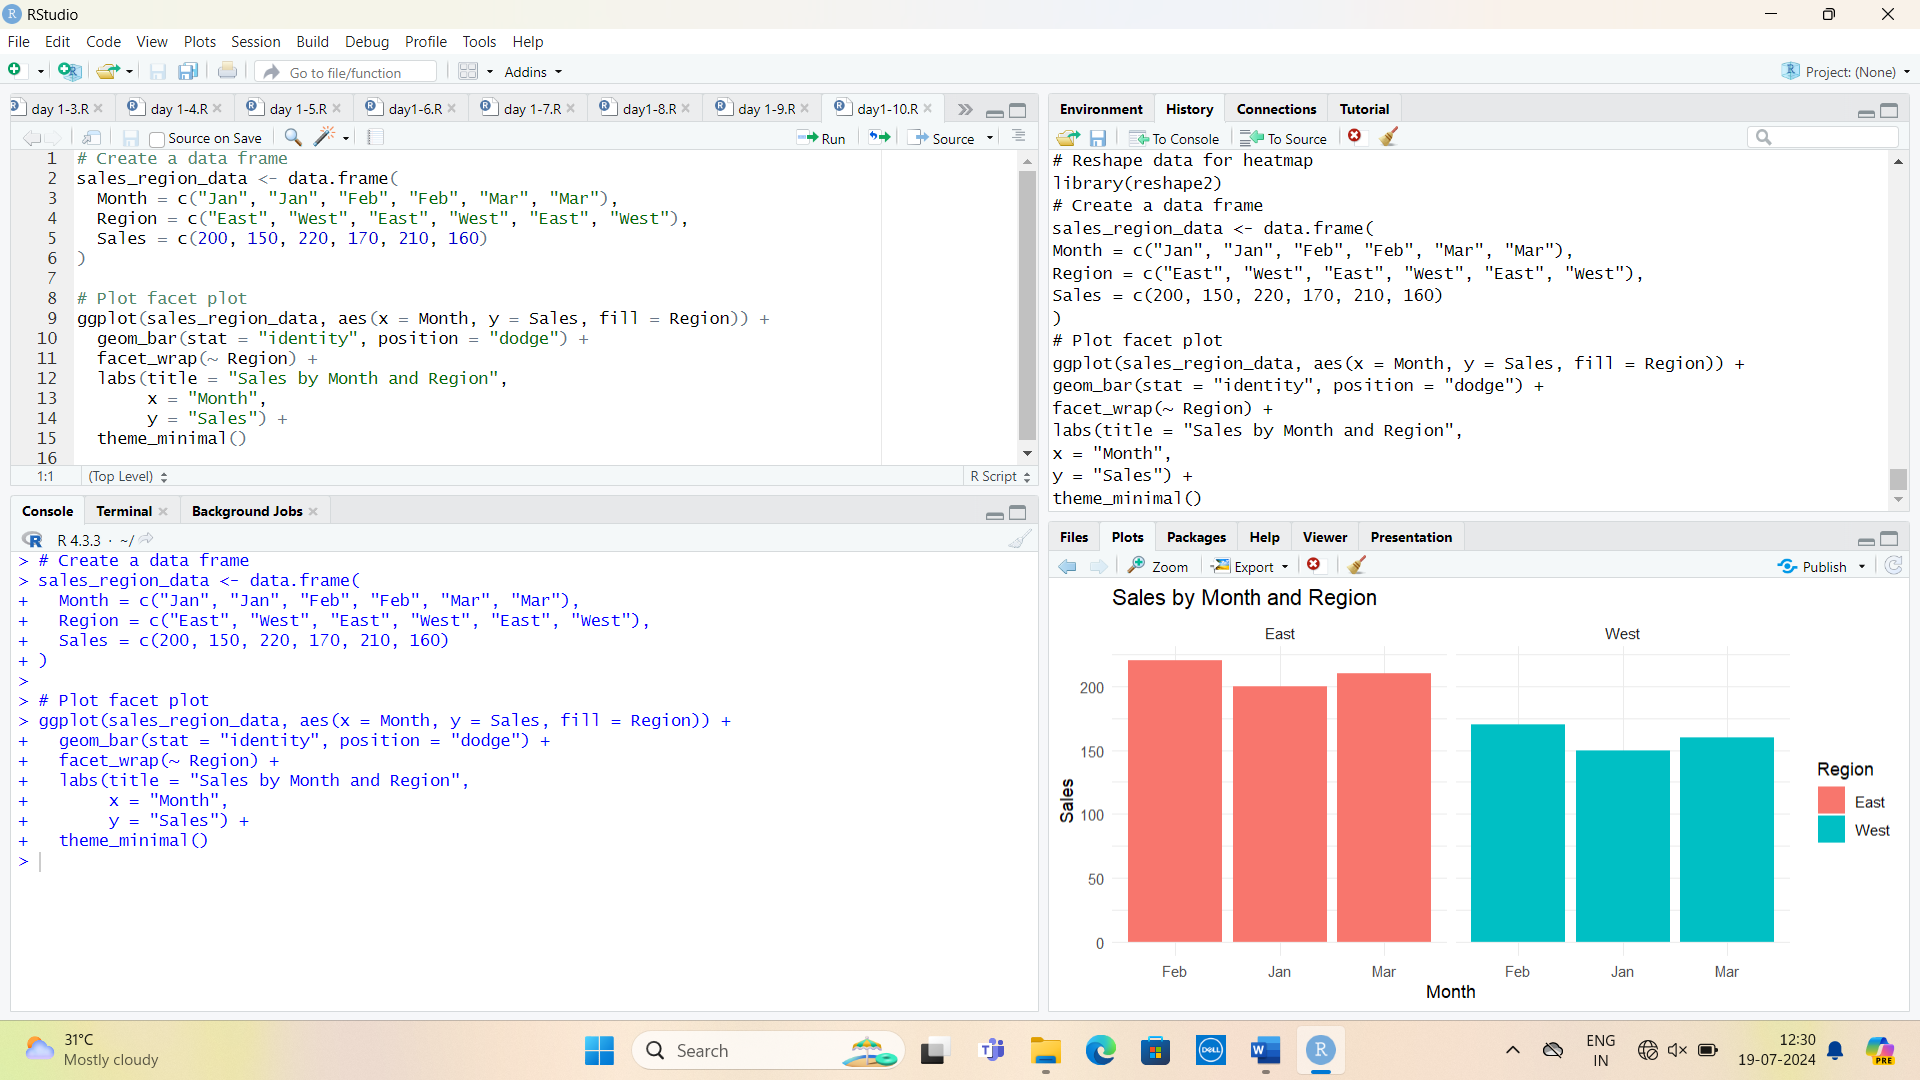 RStudio
File Edit Code View Plots Session Build Debug Profile Tools Help
Go to file/function Addins Project: (None)
day 1-3.R day 1-4.R day 1-5.R day1-6.R day 1-7.R day1-8.R day 1-9.R day1-10.R
Source on Save Run Source
1 # Create a data frame
2 sales_region_data <- data.frame(
3 Month = c("Jan", "Jan", "Feb", "Feb", "Mar", "Mar"),
4 Region = c("East", "West", "East", "West", "East", "West"),
5 Sales = c(200, 150, 220, 170, 210, 160)
6 )
7
8 # Plot facet plot
9 ggplot(sales_region_data, aes(x = Month, y = Sales, fill = Region)) +
10 geom_bar(stat = "identity", position = "dodge") +
11 facet_wrap(~ Region) +
12 labs(title = "Sales by Month and Region",
13 x = "Month",
14 y = "Sales") +
15 theme_minimal()
16
1:1 (Top Level) R Script
Console Terminal Background Jobs
R 4.3.3 · ~/
> # Create a data frame
> sales_region_data <- data.frame(
+ Month = c("Jan", "Jan", "Feb", "Feb", "Mar", "Mar"),
+ Region = c("East", "West", "East", "West", "East", "West"),
+ Sales = c(200, 150, 220, 170, 210, 160)
+ )
>
> # Plot facet plot
> ggplot(sales_region_data, aes(x = Month, y = Sales, fill = Region)) +
+ geom_bar(stat = "identity", position = "dodge") +
+ facet_wrap(~ Region) +
+ labs(title = "Sales by Month and Region",
+ x = "Month",
+ y = "Sales") +
+ theme_minimal()
>
Environment History Connections Tutorial
To Console To Source
# Reshape data for heatmap
library(reshape2)
# Create a data frame
sales_region_data <- data.frame(
Month = c("Jan", "Jan", "Feb", "Feb", "Mar", "Mar"),
Region = c("East", "West", "East", "West", "East", "West"),
Sales = c(200, 150, 220, 170, 210, 160)
)
# Plot facet plot
ggplot(sales_region_data, aes(x = Month, y = Sales, fill = Region)) +
geom_bar(stat = "identity", position = "dodge") +
facet_wrap(~ Region) +
labs(title = "Sales by Month and Region",
x = "Month",
y = "Sales") +
theme_minimal()
Files Plots Packages Help Viewer Presentation
Zoom Export Publish
Sales by Month and Region
East West
200
150
100
50
0
Sales
Feb Jan Mar Feb Jan Mar
Month
Region
East
West
31°C
Mostly cloudy
Search
DELL
PRE
ENG
IN
12:30
19-07-2024